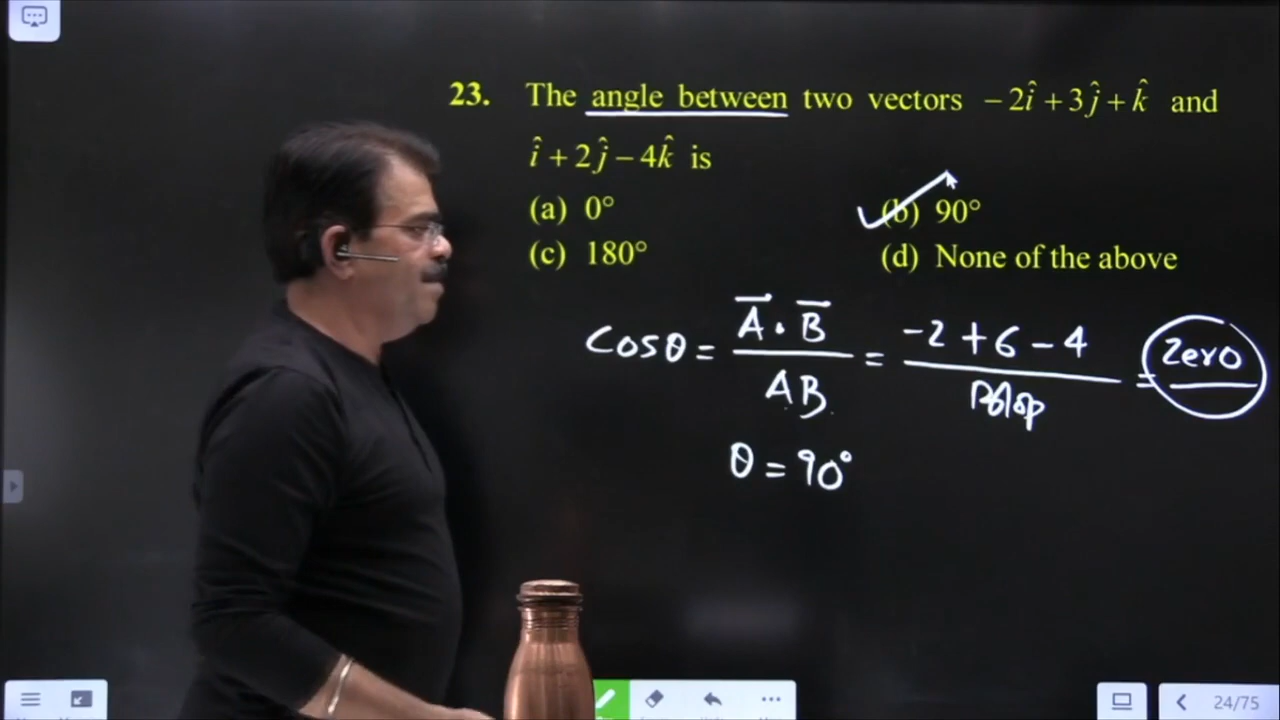 23. The angle between two vectors −2î + 3ĵ + k̂ and
î + 2ĵ − 4k̂ is
(a) 0°
(b) 90°
(c) 180°
(d) None of the above
Cosθ = A⃗ . B⃗ / AB = −2 + 6 − 4 / = Zero
θ = 90°
24/75